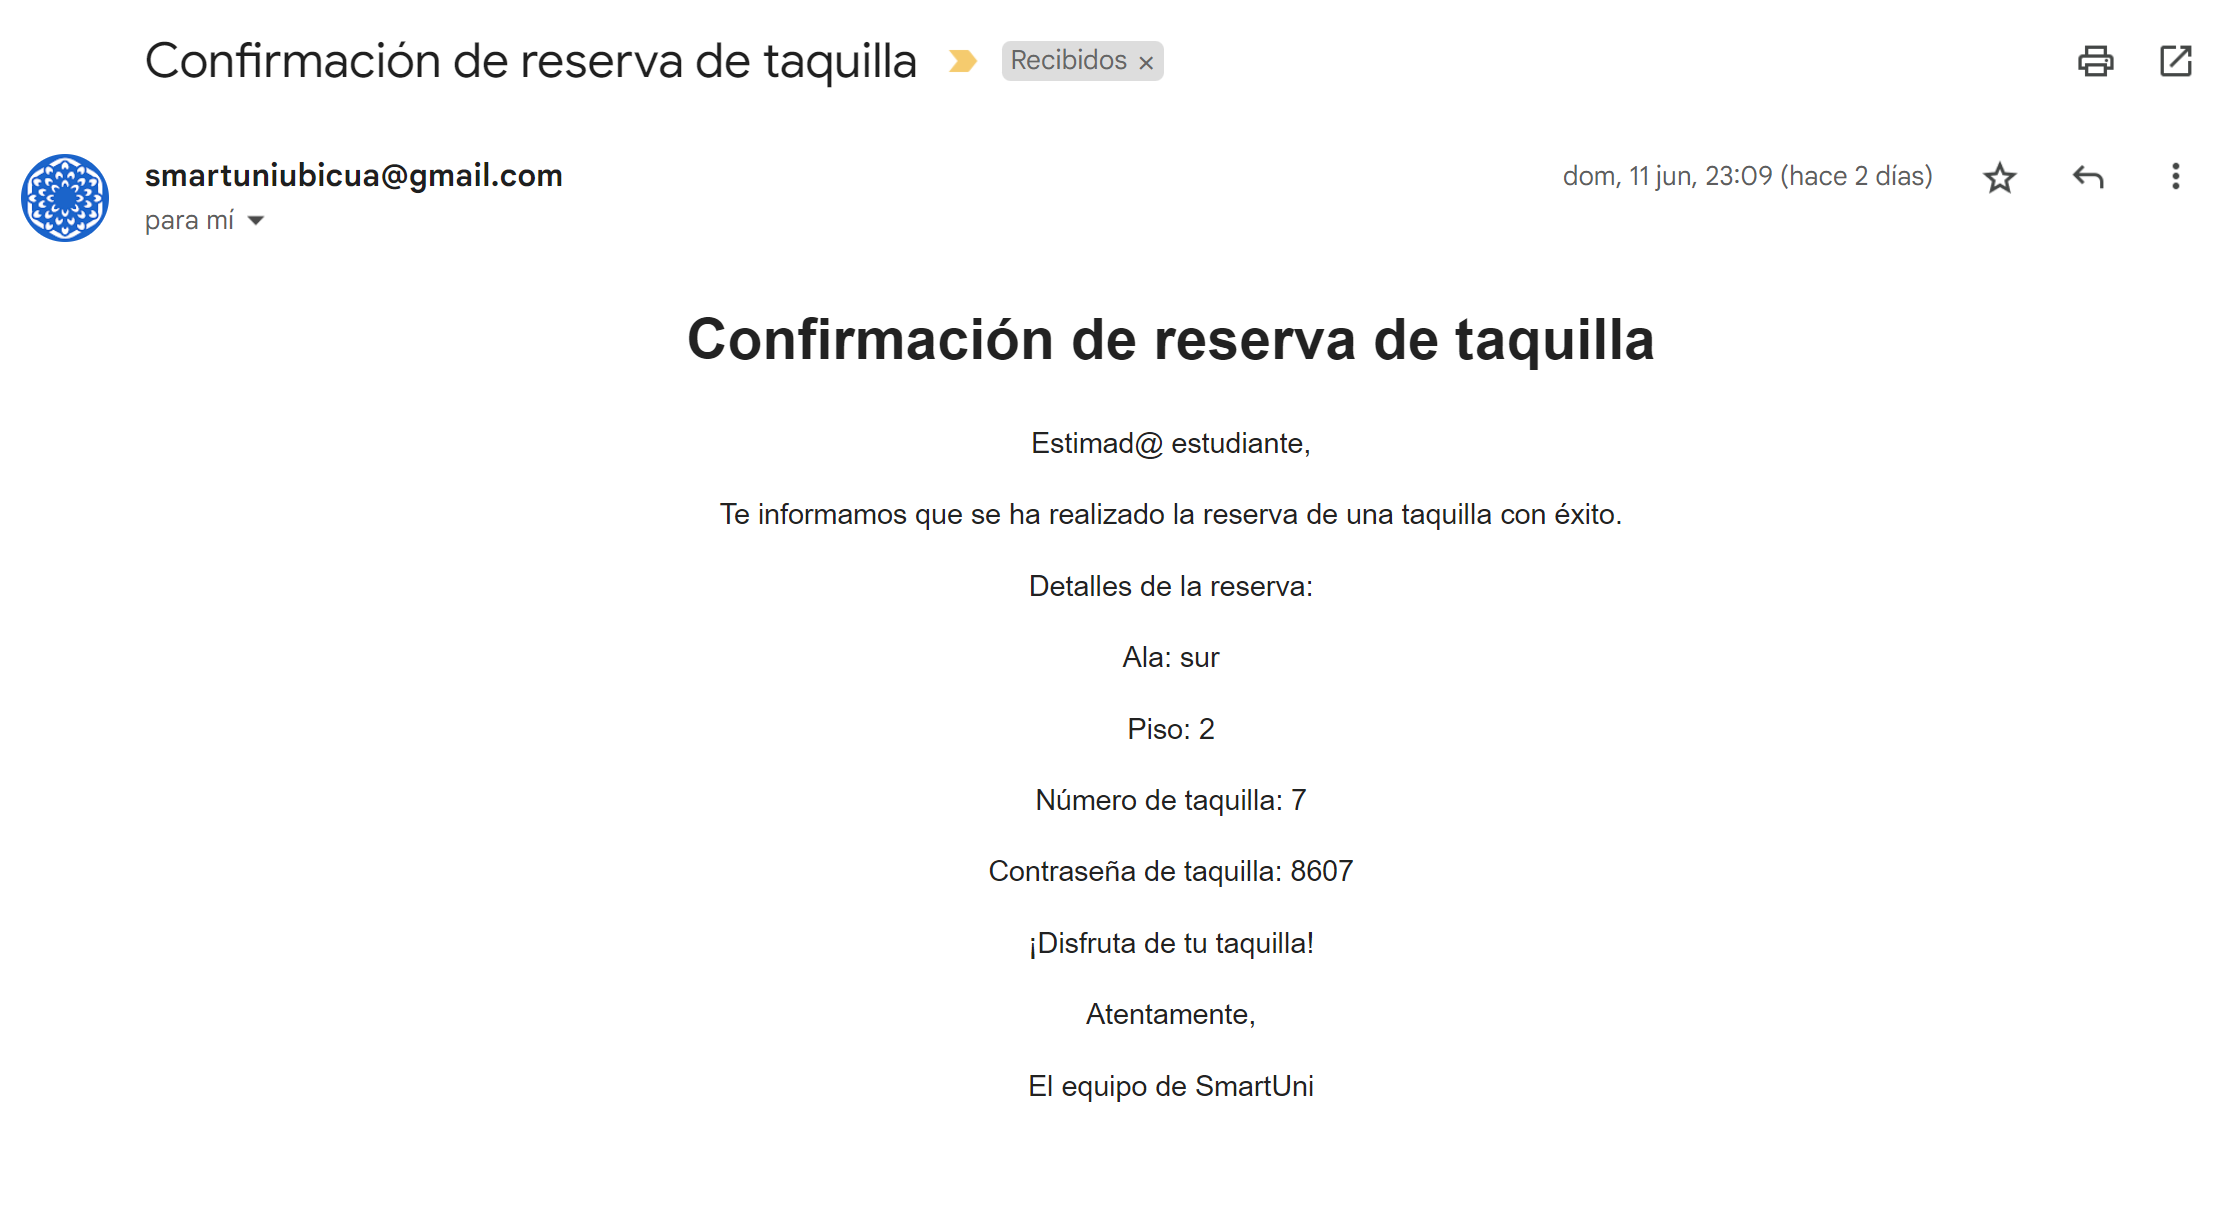 Confirmación de reserva de taquilla Recibidos ×
smartuniubicua@gmail.com dom, 11 jun, 23:09 (hace 2 días)
para mí
Confirmación de reserva de taquilla
Estimad@ estudiante,
Te informamos que se ha realizado la reserva de una taquilla con éxito.
Detalles de la reserva:
Ala: sur
Piso: 2
Número de taquilla: 7
Contraseña de taquilla: 8607
¡Disfruta de tu taquilla!
Atentamente,
El equipo de SmartUni